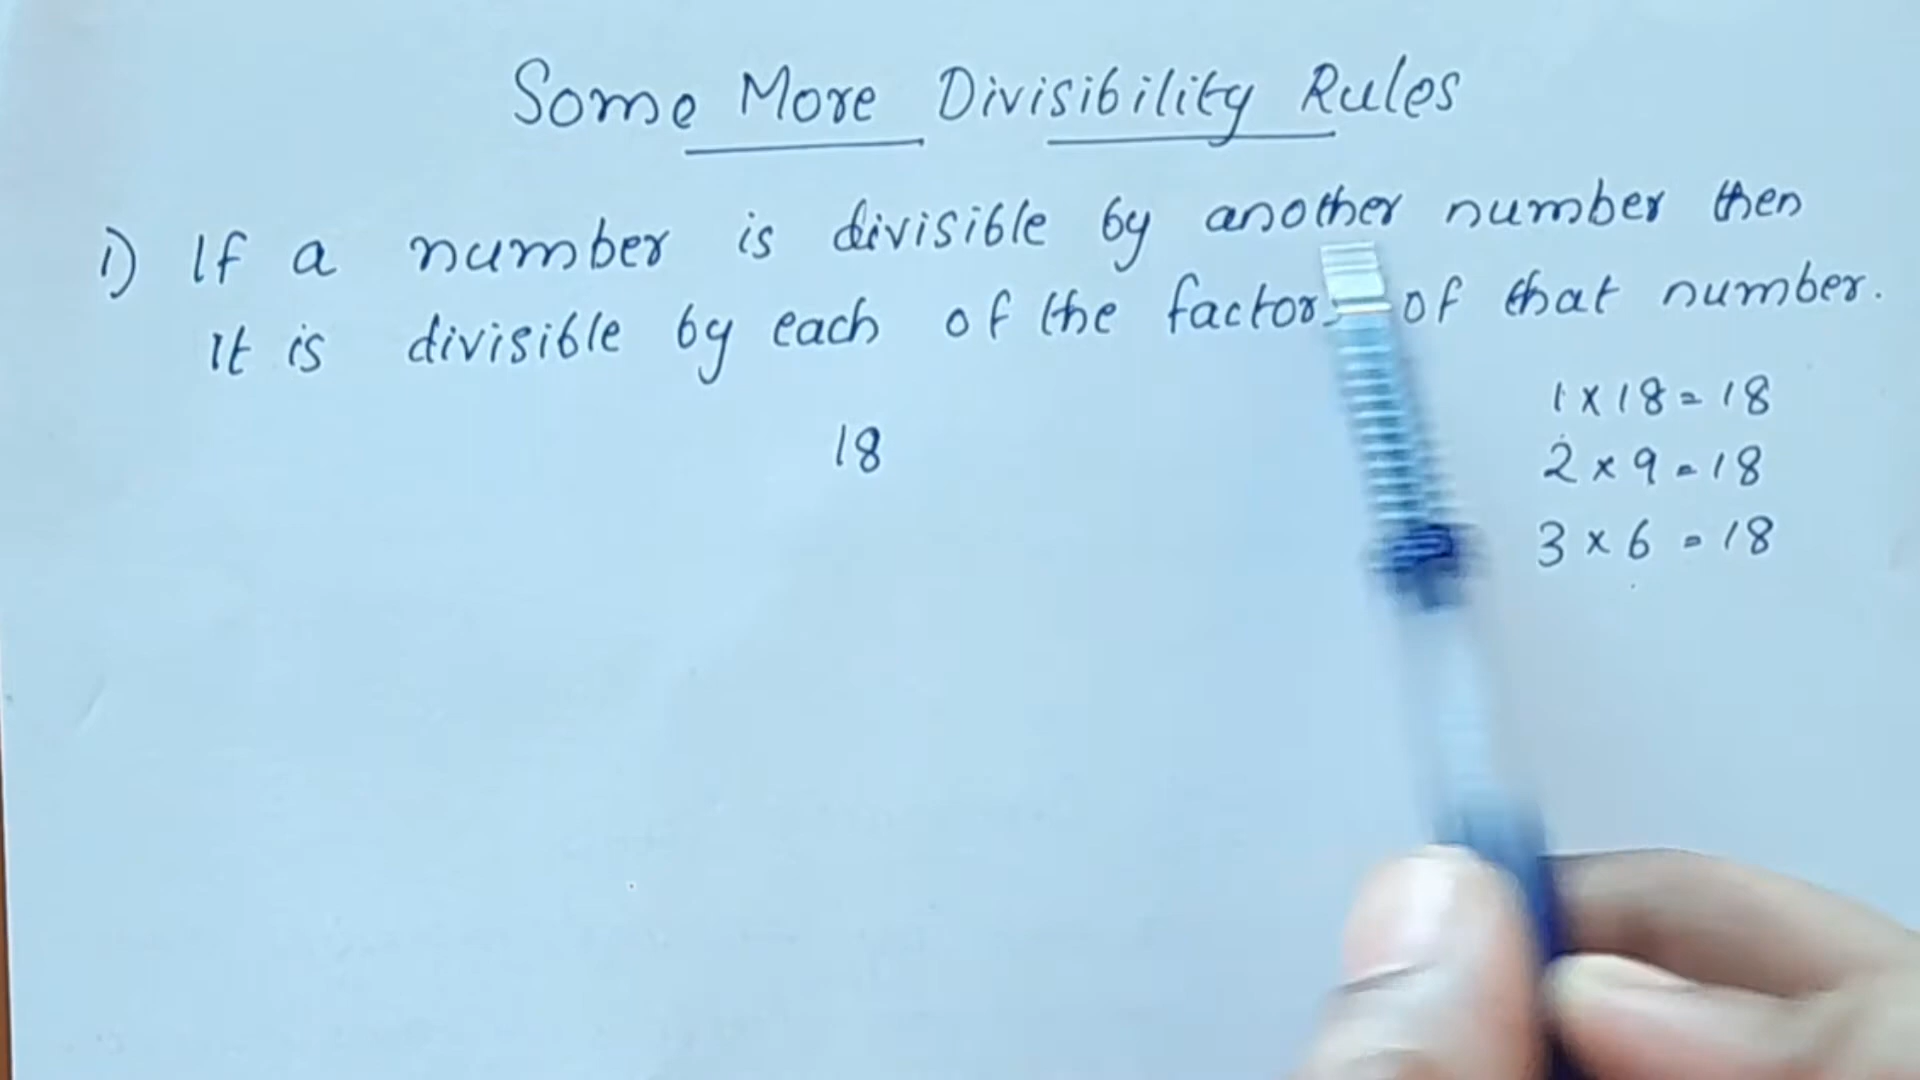 Some More Divisibility Rules
1) If a number is divisible by another number then
It is divisible by each of the factors of that number.
18
1 x 18 = 18
2 x 9 = 18
3 x 6 = 18